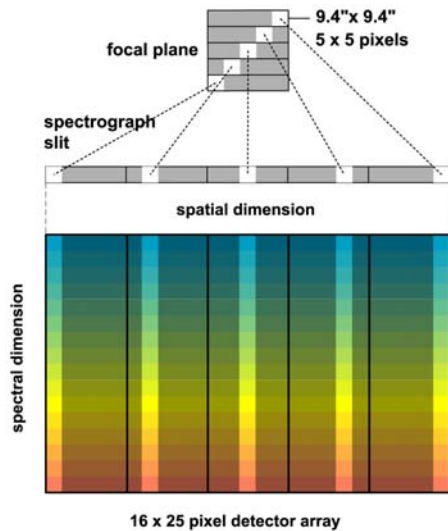 9.4"x 9.4"
focal plane
5 x 5 pixels
spectrograph
slit
spatial dimension
spectral dimension
16 x 25 pixel detector array